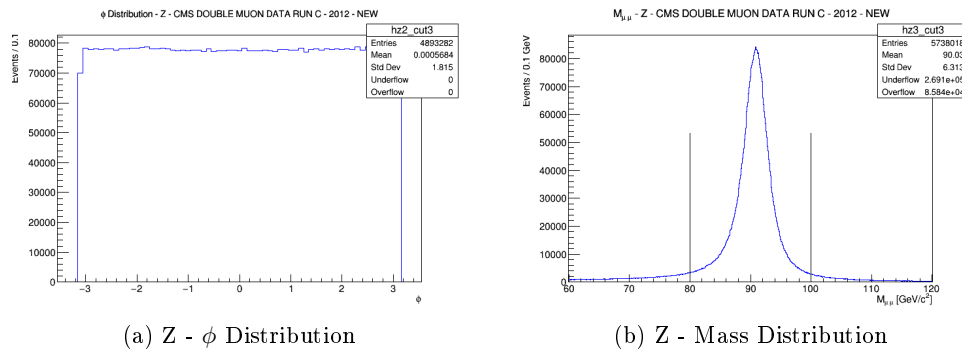 ϕ Distribution - Z - CMS DOUBLE MUON DATA RUN C - 2012 - NEW
Events / 0.1
80000
70000
60000
50000
40000
30000
20000
10000
0
−3 −2 −1 0 1 2 3
ϕ
hz2_cut3
Entries 4893282
Mean 0.0005684
Std Dev 1.815
Underflow 0
Overflow 0
(a) Z - ϕ Distribution
Mμ,μ - Z - CMS DOUBLE MUON DATA RUN C - 2012 - NEW
Events / 0.1 GeV
80000
70000
60000
50000
40000
30000
20000
10000
0
60 70 80 90 100 110 120
Mμ,μ [GeV/c²]
hz3_cut3
Entries 5738018
Mean 90.03
Std Dev 6.313
Underflow 2.691e+05
Overflow 8.584e+04
(b) Z - Mass Distribution